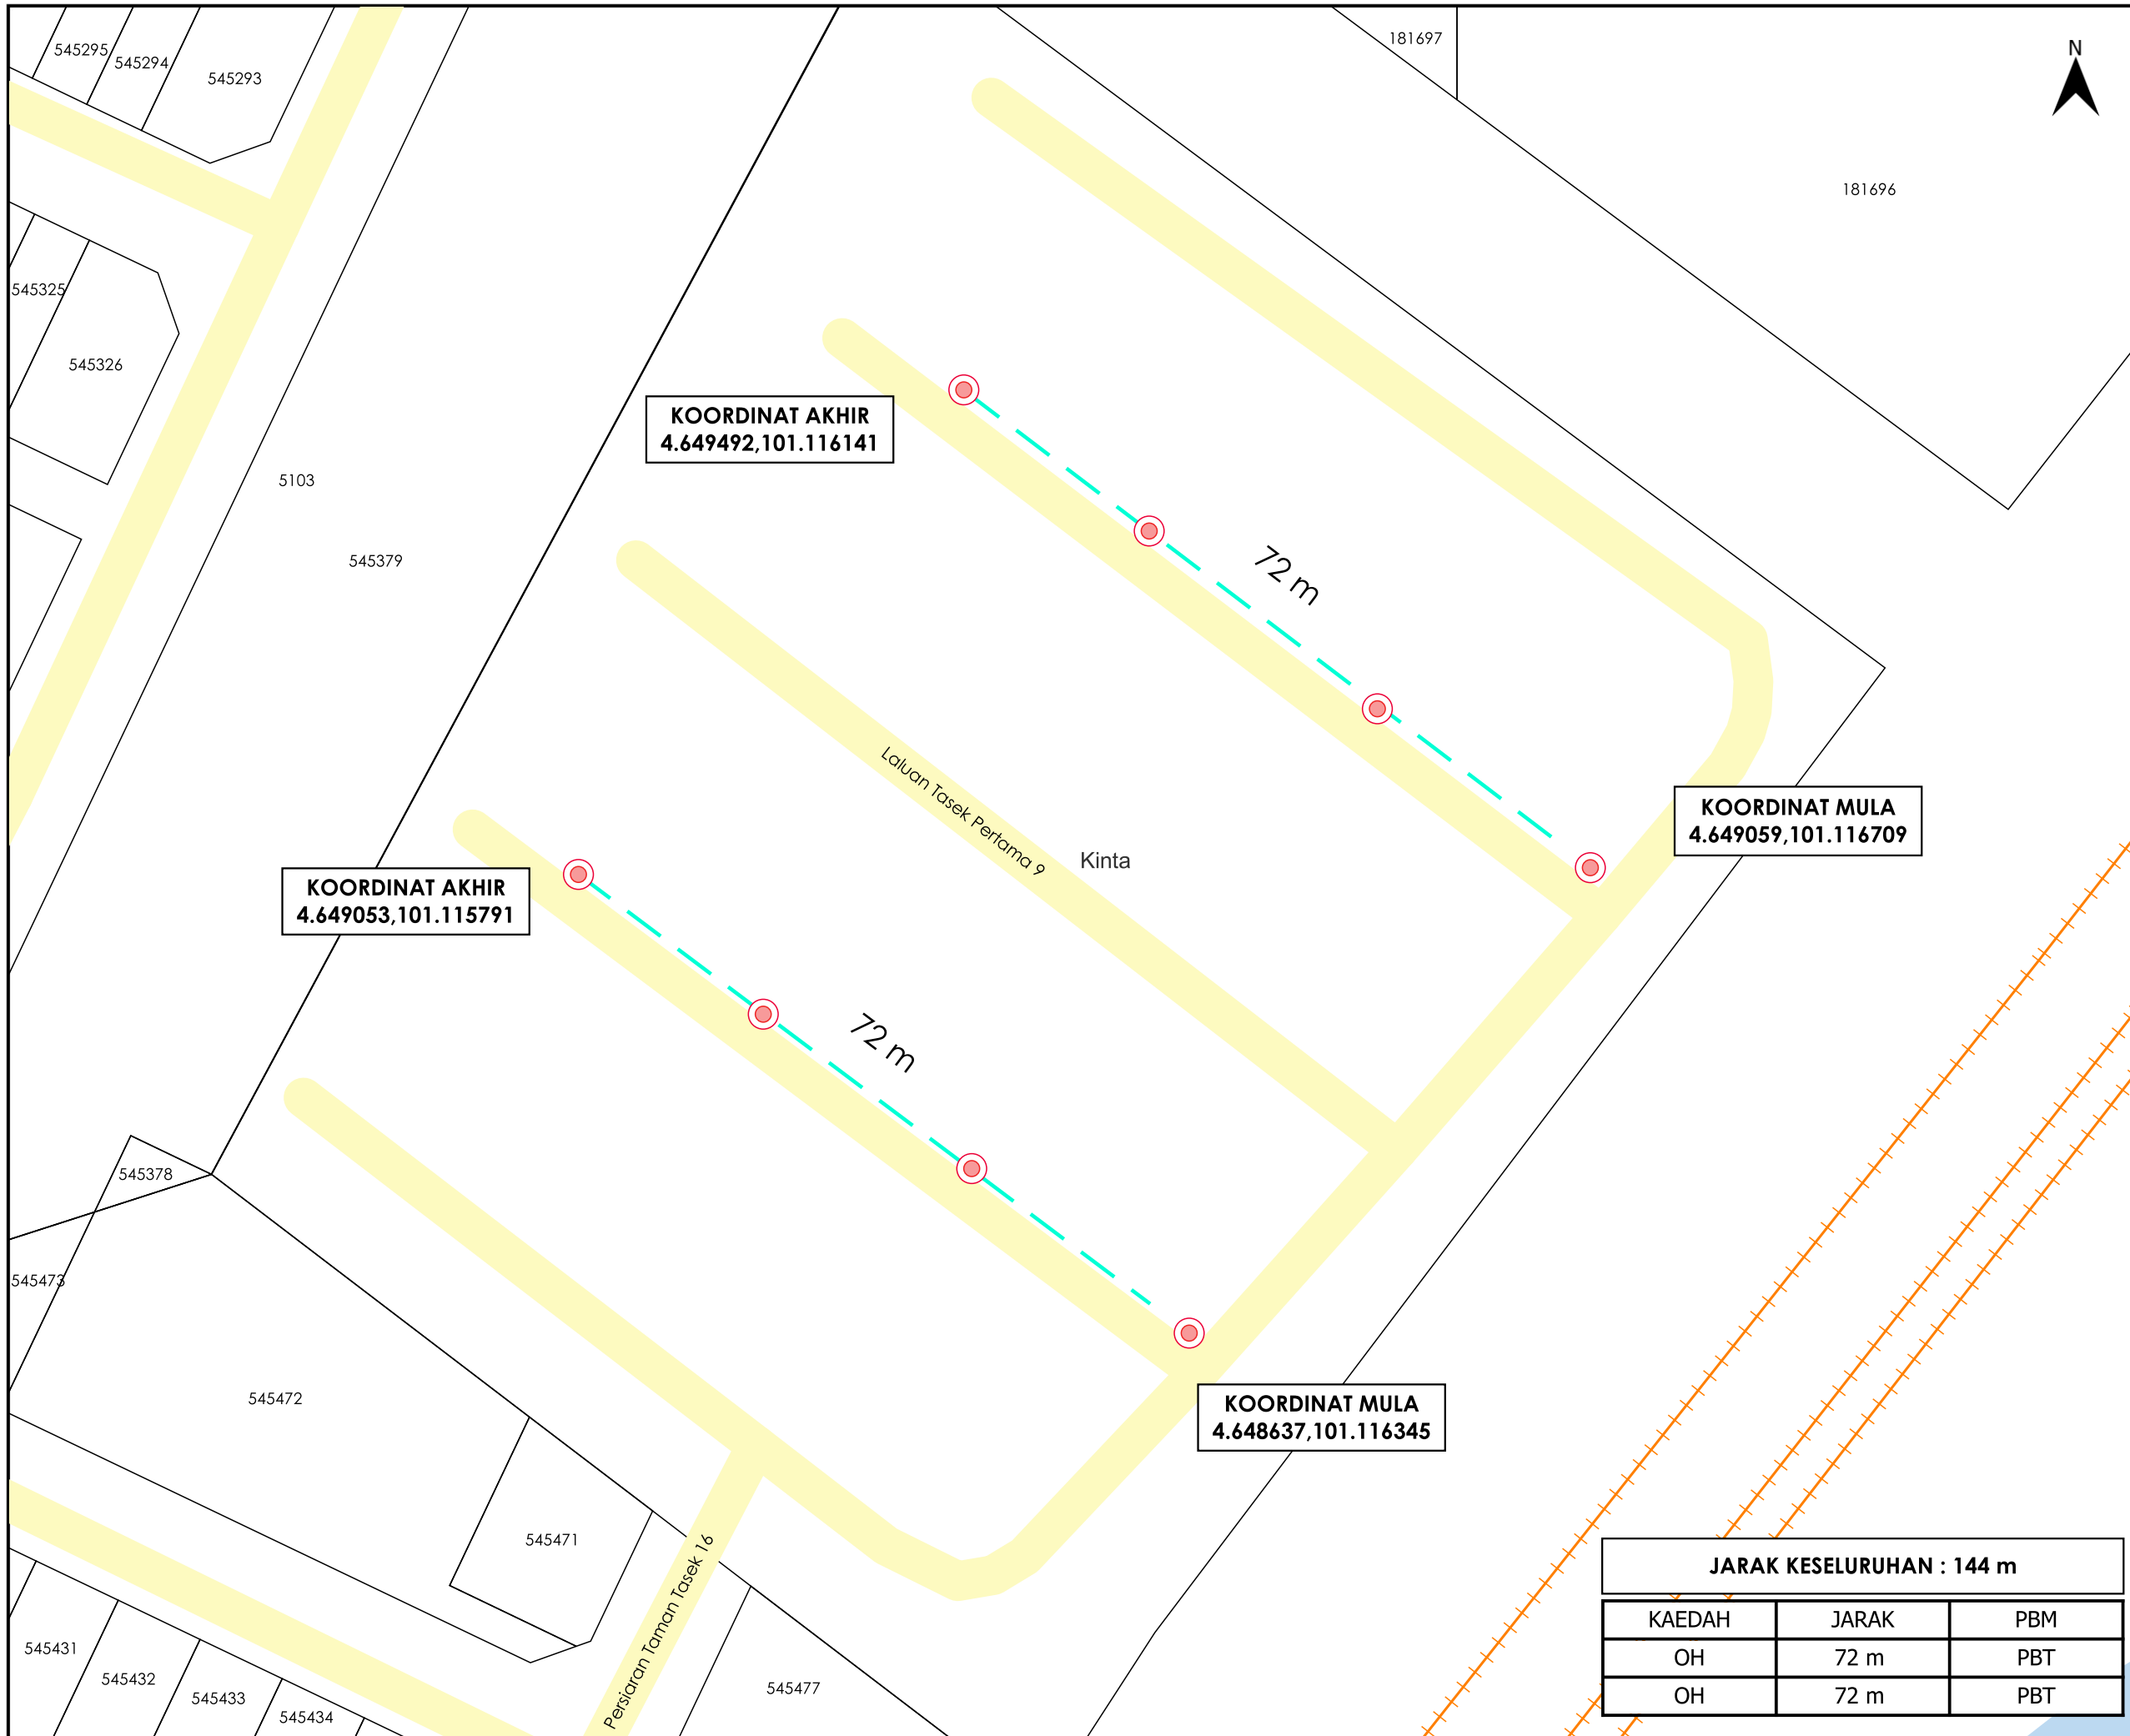 545295
545294
545293
181697
N
181696
545325
545326
KOORDINAT AKHIR
4.649492,101.116141
5103
545379
72 m
Laluan Tasek Pertama 9
Kinta
KOORDINAT MULA
4.649059,101.116709
KOORDINAT AKHIR
4.649053,101.115791
72 m
545378
545473
545472
KOORDINAT MULA
4.648637,101.116345
545471
Persiaran Taman Tasek 16
545431
545432
545433
545434
545477
JARAK KESELURUHAN : 144 m
KAEDAH JARAK PBM
OH 72 m PBT
OH 72 m PBT